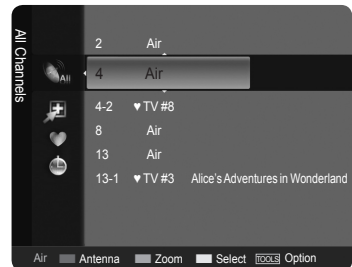 All Channels
2 Air
All
4 Air
4-2 ♥ TV #8
8 Air
13 Air
13-1 ♥ TV #3 Alice's Adventures in Wonderland
Air Antenna Zoom Select TOOLS Option